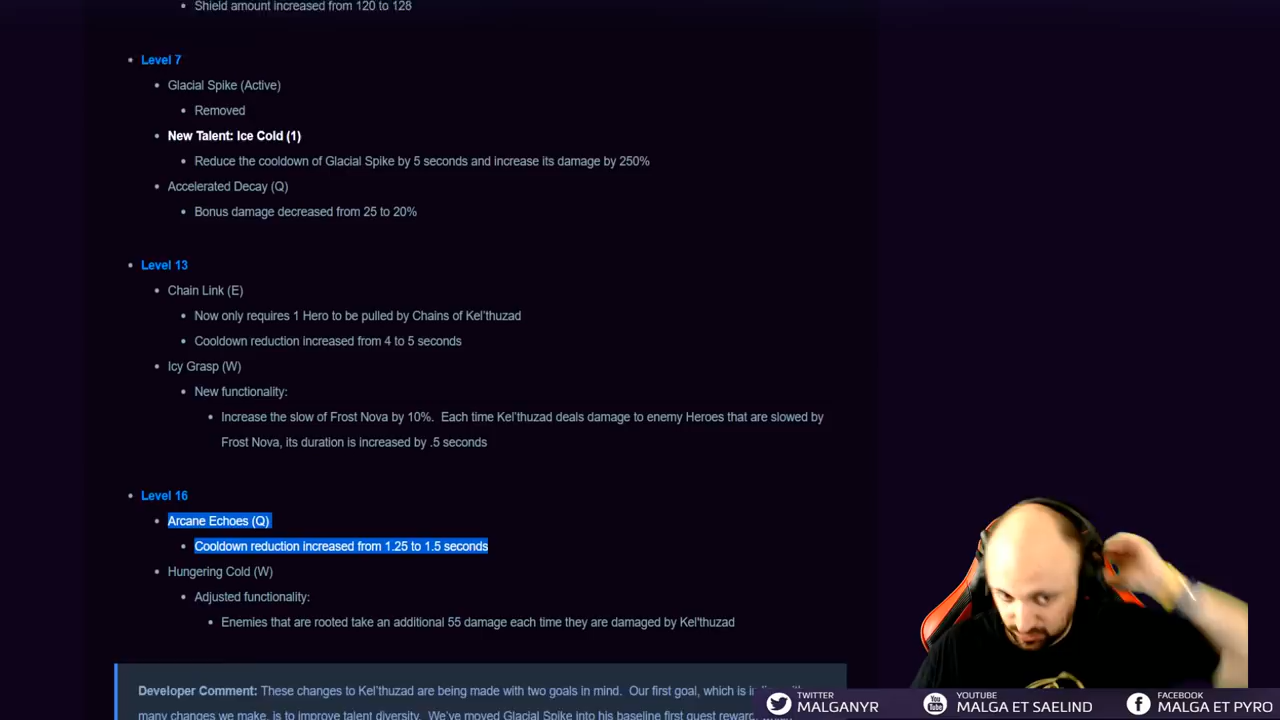 Shield amount increased from 120 to 128
Level 7
Glacial Spike (Active)
Removed
New Talent: Ice Cold (1)
Reduce the cooldown of Glacial Spike by 5 seconds and increase its damage by 250%
Accelerated Decay (Q)
Bonus damage decreased from 25 to 20%
Level 13
Chain Link (E)
Now only requires 1 Hero to be pulled by Chains of Kel'thuzad
Cooldown reduction increased from 4 to 5 seconds
Icy Grasp (W)
New functionality:
Increase the slow of Frost Nova by 10%. Each time Kel'thuzad deals damage to enemy Heroes that are slowed by
Frost Nova, its duration is increased by .5 seconds
Level 16
Arcane Echoes (Q)
Cooldown reduction increased from 1.25 to 1.5 seconds
Hungering Cold (W)
Adjusted functionality:
Enemies that are rooted take an additional 55 damage each time they are damaged by Kel'thuzad
Developer Comment: These changes to Kel'thuzad are being made with two goals in mind. Our first goal, which is
many changes we make, is to improve talent diversity. We've moved Glacial Spike into his baseline first quest reward
TWITTER
MALGANYR
YOUTUBE
MALGA ET SAELIND
FACEBOOK
MALGA ET PYRO